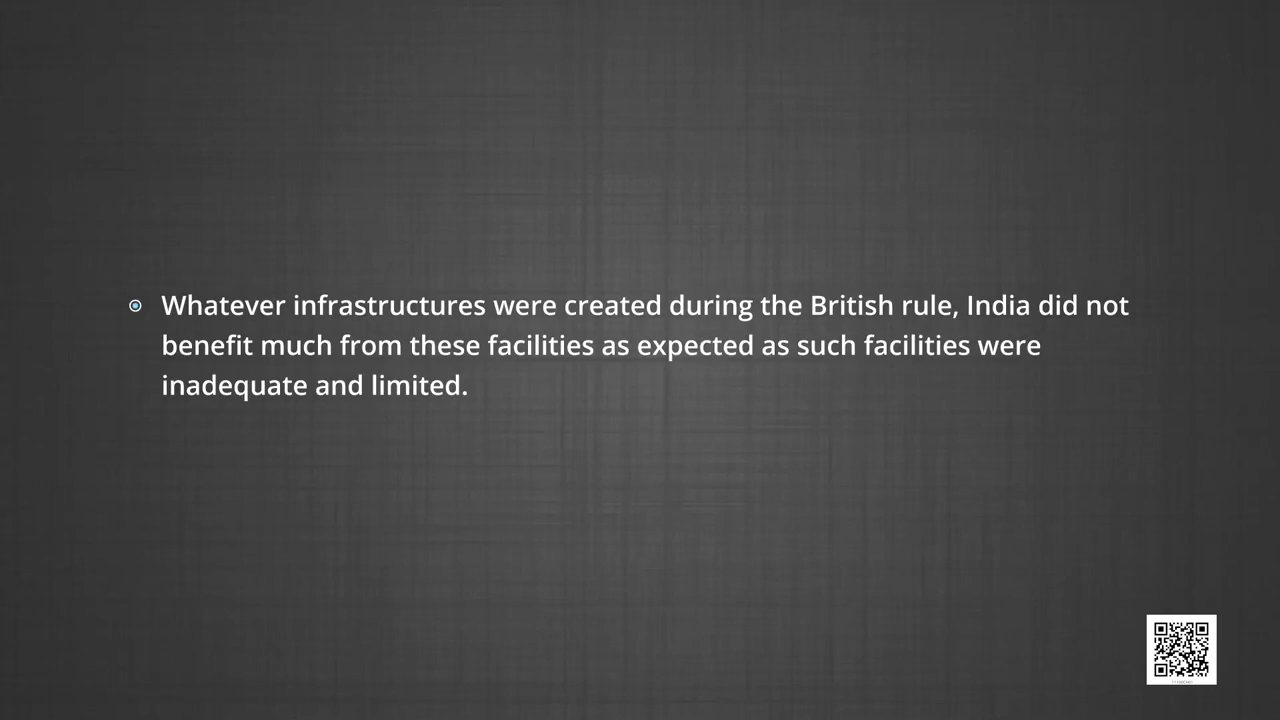 Whatever infrastructures were created during the British rule, India did not
benefit much from these facilities as expected as such facilities were
inadequate and limited.